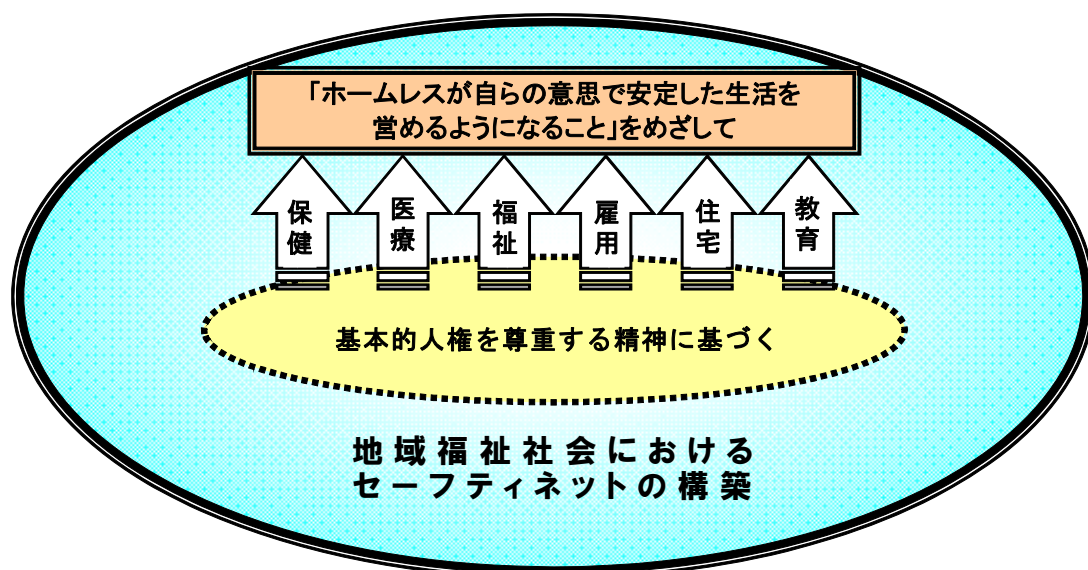 「ホームレスが自らの意思で安定した生活を
営めるようになること」をめざして
保健
医療
福祉
雇用
住宅
教育
基本的人権を尊重する精神に基づく
地域福祉社会における
セーフティネットの構築